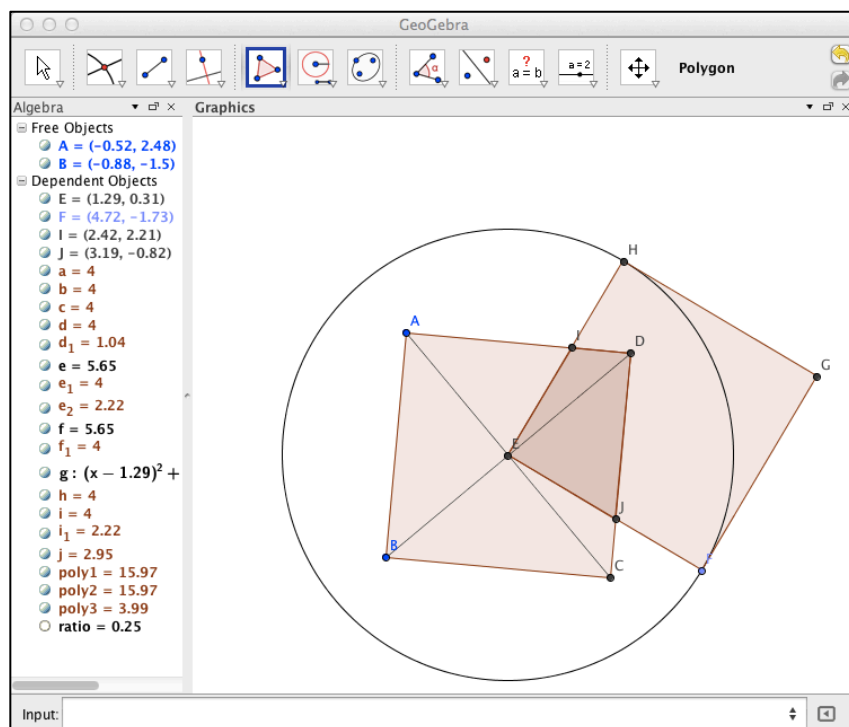 GeoGebra
α
?
a = b
a = 2
Polygon
Algebra
Graphics
Free Objects
A = (-0.52, 2.48)
B = (-0.88, -1.5)
Dependent Objects
E = (1.29, 0.31)
F = (4.72, -1.73)
I = (2.42, 2.21)
J = (3.19, -0.82)
a = 4
b = 4
c = 4
d = 4
d₁ = 1.04
e = 5.65
e₁ = 4
e₂ = 2.22
f = 5.65
f₁ = 4
g: (x − 1.29)² +
h = 4
i = 4
i₁ = 2.22
j = 2.95
poly1 = 15.97
poly2 = 15.97
poly3 = 3.99
ratio = 0.25
H
A
I
D
G
E
J
B
C
F
Input: